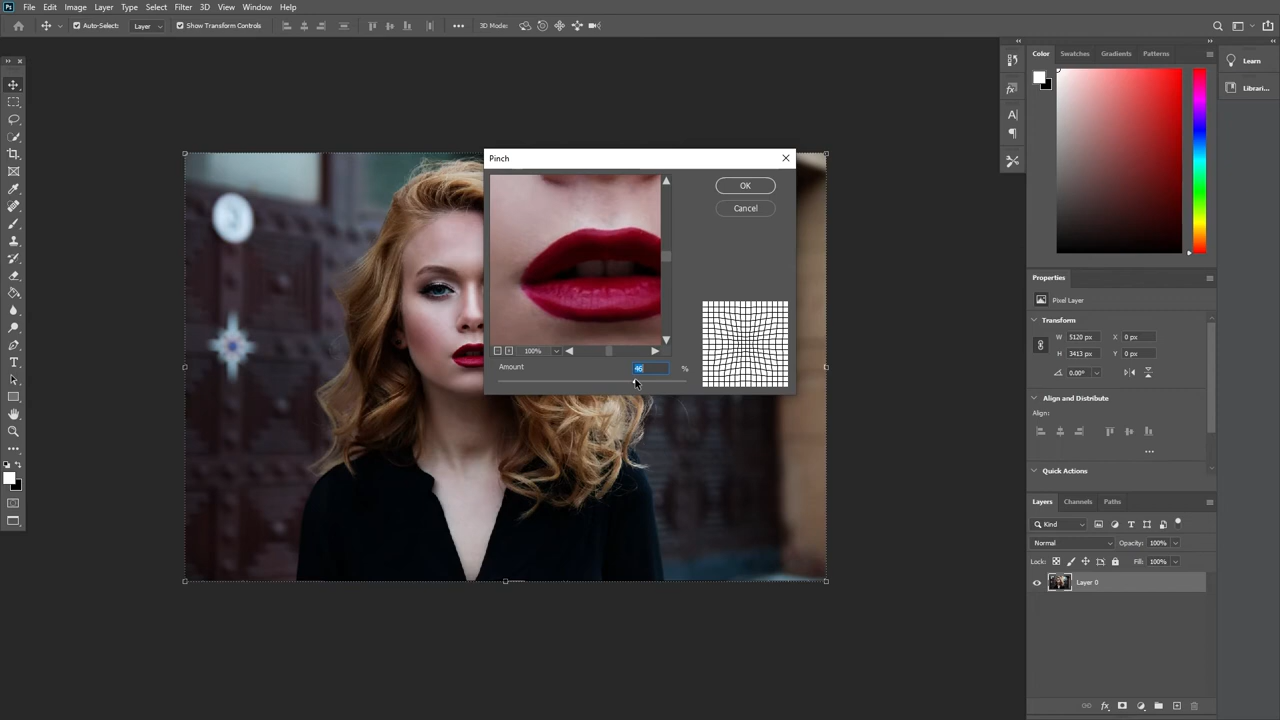 Ps File Edit Image Layer Type Select Filter 3D View Window Help
Auto-Select: Layer Show Transform Controls 3D Mode:
Color Swatches Gradients Patterns
Learn
Librari...
Pinch
OK
Cancel
100%
Amount 46 %
Properties
Pixel Layer
Transform
W 5120 px X 0 px
H 3413 px Y 0 px
0.00°
Align and Distribute
Align:
Quick Actions
Layers Channels Paths
Kind
Normal Opacity: 100%
Lock: Fill: 100%
Layer 0